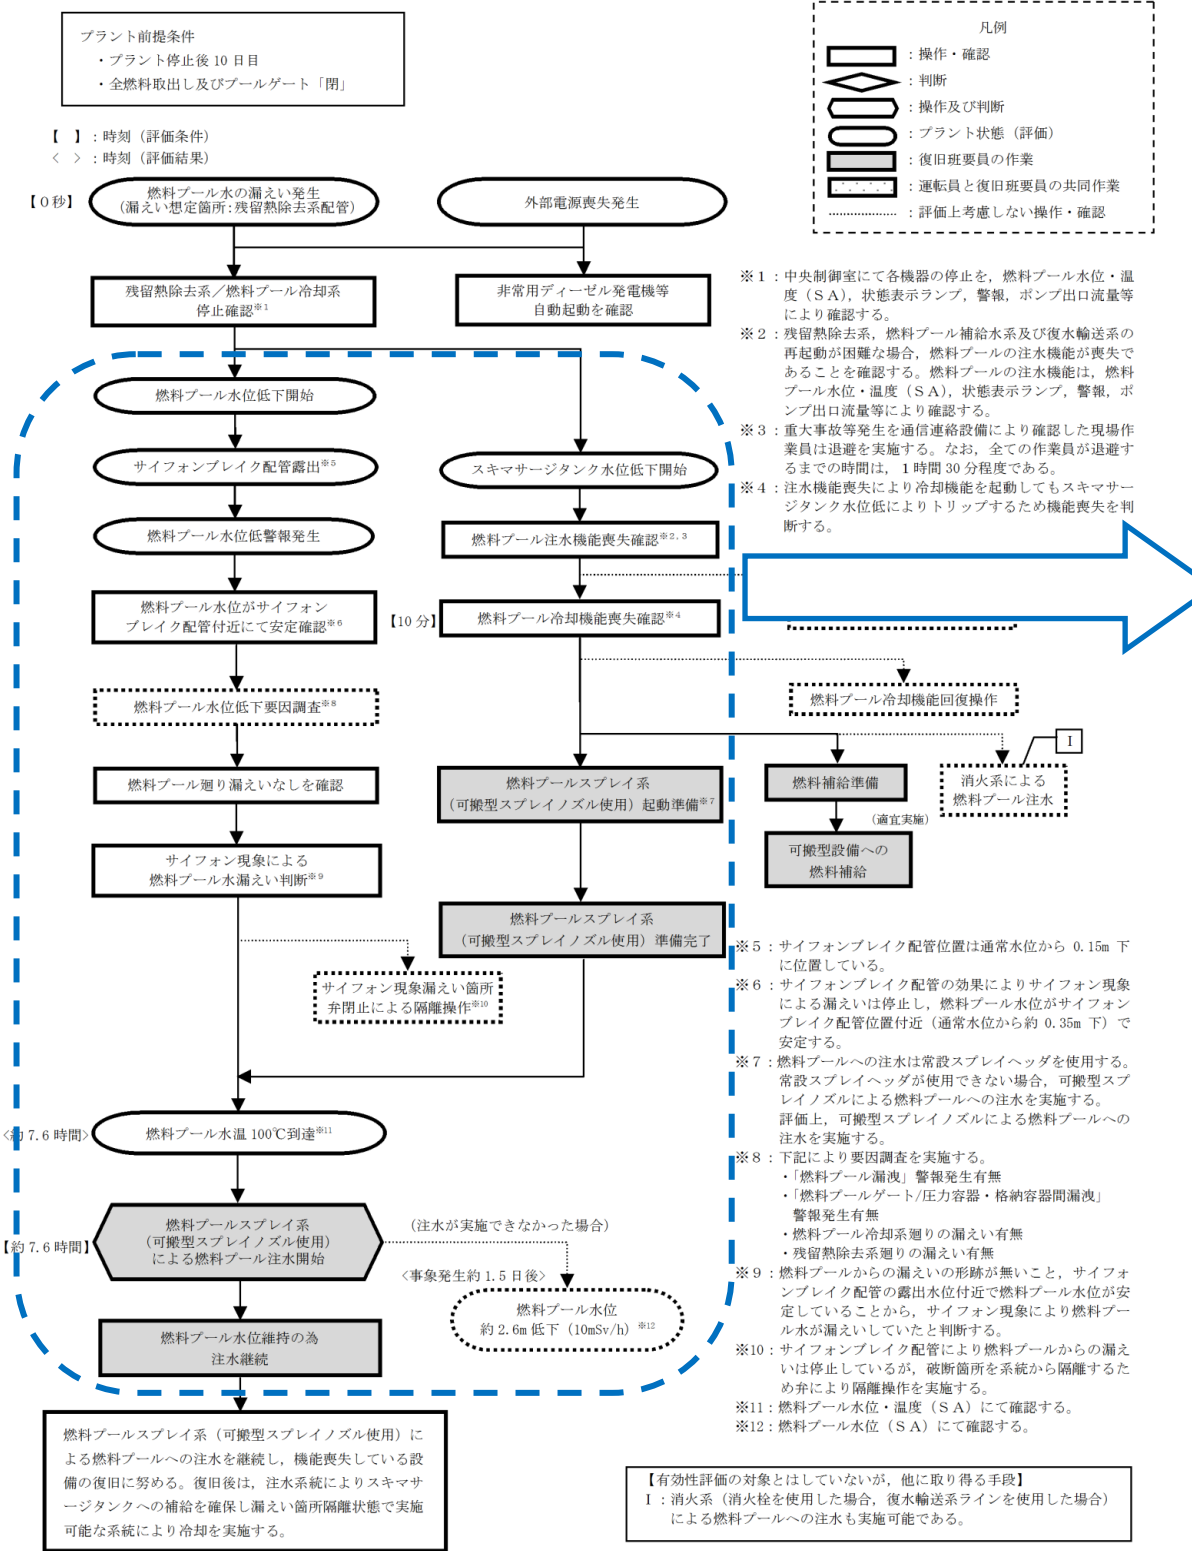 プラント前提条件
・プラント停止後 10 日目
・全燃料取出し及びプールゲート「閉」
【　】：時刻（評価条件）
＜　＞：時刻（評価結果）
凡例
：操作・確認
：判断
：操作及び判断
：プラント状態（評価）
：復旧班要員の作業
：運転員と復旧班要員の共同作業
：評価上考慮しない操作・確認
【0秒】
燃料プール水の漏えい発生
（漏えい想定箇所：残留熱除去系配管）
外部電源喪失発生
残留熱除去系／燃料プール冷却系
停止確認※1
非常用ディーゼル発電機等
自動起動を確認
燃料プール水位低下開始
サイフォンブレイク配管露出※5
燃料プール水位低警報発生
燃料プール水位がサイフォン
ブレイク配管付近にて安定確認※6
燃料プール水位低下要因調査※8
燃料プール廻り漏えいなしを確認
サイフォン現象による
燃料プール水漏えい判断※9
スキマサージタンク水位低下開始
燃料プール注水機能喪失確認※2,3
【10分】
燃料プール冷却機能喪失確認※4
燃料プール冷却機能回復操作
燃料プールスプレイ系
（可搬型スプレイノズル使用）起動準備※7
燃料補給準備
（適宜実施）
可搬型設備への
燃料補給
I
消火系による
燃料プール注水
燃料プールスプレイ系
（可搬型スプレイノズル使用）準備完了
サイフォン現象漏えい箇所
弁閉止による隔離操作※10
＜約 7.6 時間＞
燃料プール水温 100℃到達※11
【約 7.6 時間】
燃料プールスプレイ系
（可搬型スプレイノズル使用）
による燃料プール注水開始
（注水が実施できなかった場合）
＜事象発生約 1.5 日後＞
燃料プール水位
約 2.6m 低下（10mSv/h）※12
燃料プール水位維持の為
注水継続
燃料プールスプレイ系（可搬型スプレイノズル使用）に
よる燃料プールへの注水を継続し，機能喪失している設
備の復旧に努める。復旧後は，注水系統によりスキマサ
ージタンクへの補給を確保し漏えい箇所隔離状態で実施
可能な系統により冷却を実施する。
※1：中央制御室にて各機器の停止を，燃料プール水位・温
度（SA），状態表示ランプ，警報，ポンプ出口流量等
により確認する。
※2：残留熱除去系，燃料プール補給水系及び復水輸送系の
再起動が困難な場合，燃料プールの注水機能が喪失で
あることを確認する。燃料プールの注水機能は，燃料
プール水位・温度（SA），状態表示ランプ，警報，ポ
ンプ出口流量等により確認する。
※3：重大事故等発生を通信連絡設備により確認した現場作
業員は退避を実施する。なお，全ての作業員が退避す
るまでの時間は，1時間 30 分程度である。
※4：注水機能喪失により冷却機能を起動してもスキマサー
ジタンク水位低によりトリップするため機能喪失を判
断する。
※5：サイフォンブレイク配管位置は通常水位から 0.15m 下
に位置している。
※6：サイフォンブレイク配管の効果によりサイフォン現象
による漏えいは停止し，燃料プール水位がサイフォン
ブレイク配管位置付近（通常水位から約 0.35m 下）で
安定する。
※7：燃料プールへの注水は常設スプレイヘッダを使用する。
常設スプレイヘッダが使用できない場合，可搬型スプ
レイノズルによる燃料プールへの注水を実施する。
評価上，可搬型スプレイノズルによる燃料プールへの
注水を実施する。
※8：下記により要因調査を実施する。
・「燃料プール漏洩」警報発生有無
・「燃料プールゲート/圧力容器・格納容器間漏洩」
警報発生有無
・燃料プール冷却系廻りの漏えい有無
・残留熱除去系廻りの漏えい有無
※9：燃料プールからの漏えいの形跡が無いこと，サイフォ
ンブレイク配管の露出水位付近で燃料プール水位が安
定していることから，サイフォン現象により燃料プー
ル水が漏えいしていたと判断する。
※10：サイフォンブレイク配管により燃料プールからの漏え
いは停止しているが，破断箇所を系統から隔離するた
め弁により隔離操作を実施する。
※11：燃料プール水位・温度（SA）にて確認する。
※12：燃料プール水位（SA）にて確認する。
【有効性評価の対象とはしていないが，他に取り得る手段】
I：消火系（消火栓を使用した場合，復水輸送系ラインを使用した場合）
による燃料プールへの注水も実施可能である。